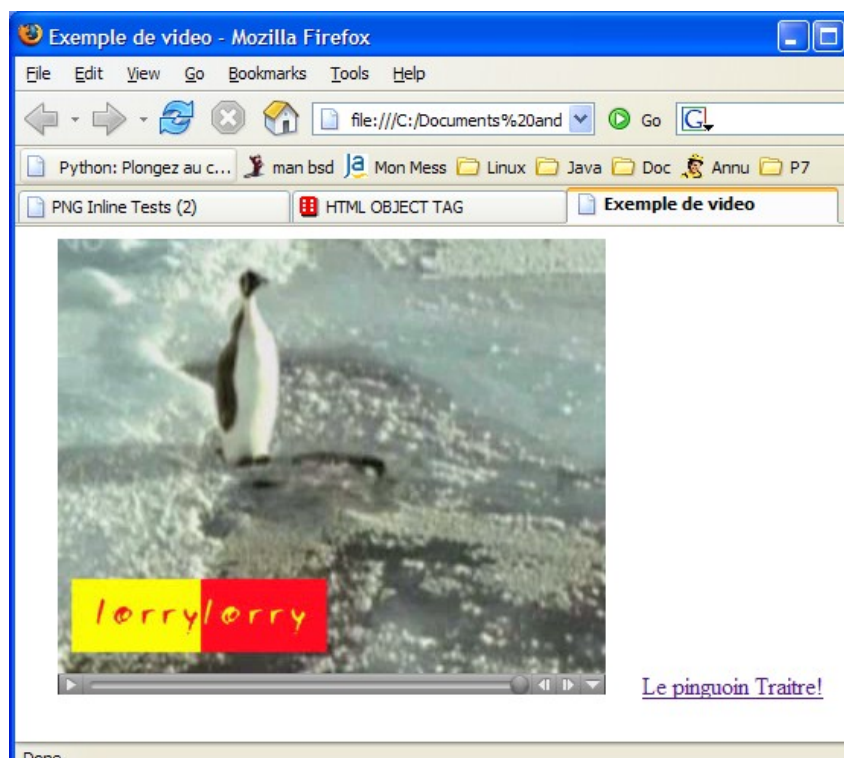 Exemple de video - Mozilla Firefox
File Edit View Go Bookmarks Tools Help
file:///C:/Documents%20and Go G
Python: Plongez au c... man bsd Ja Mon Mess Linux Java Doc Annu P7
PNG Inline Tests (2) HTML OBJECT TAG Exemple de video
lorrylorry
Le pinguoin Traitre!
Done